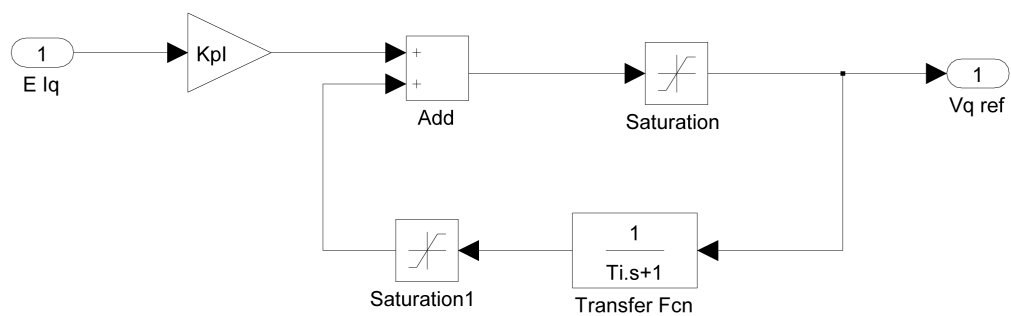 1
E Iq
KpI
+
+
Add
Saturation
1
Vq ref
Saturation1
1
Ti.s+1
Transfer Fcn